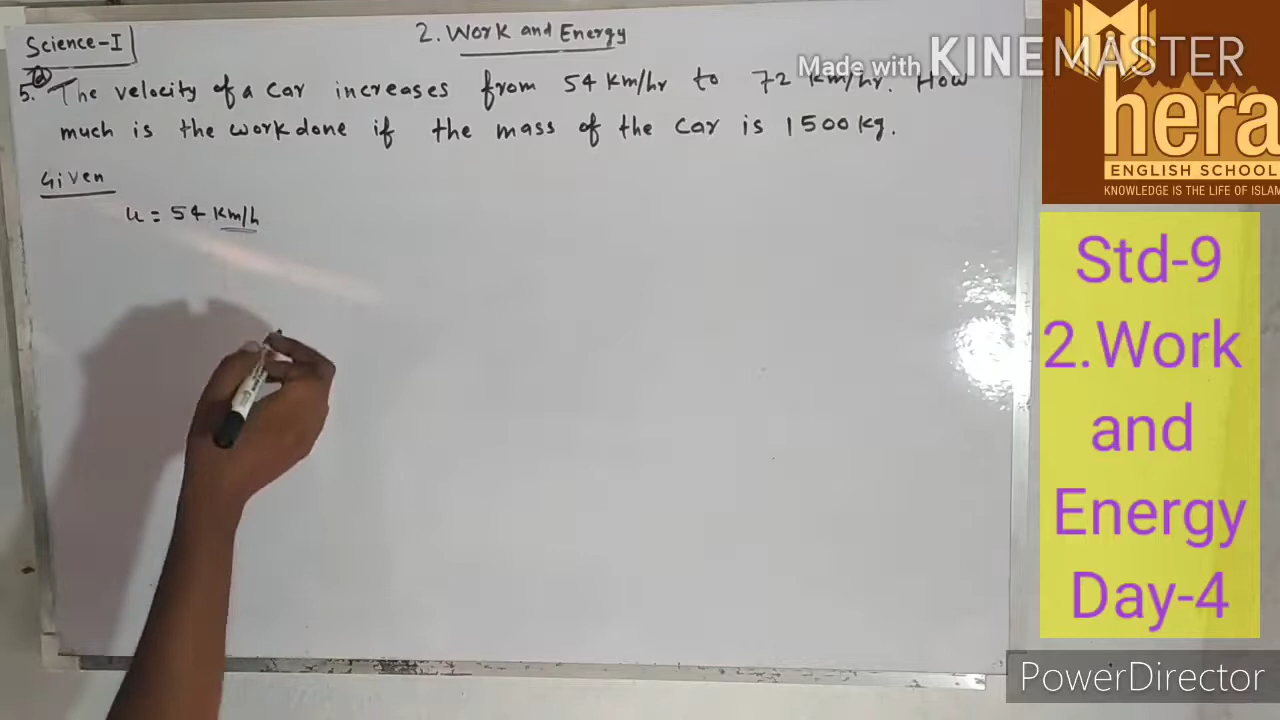 Science-I
2. Work and Energy
5. (a) The velocity of a car increases from 54 km/hr to 72 km/hr. How
much is the workdone if the mass of the car is 1500 kg.
Given
u = 54 km/h
Made with KINEMASTER
hera
ENGLISH SCHOOL
KNOWLEDGE IS THE LIFE OF ISLAM
Std-9
2.Work
and
Energy
Day-4
PowerDirector